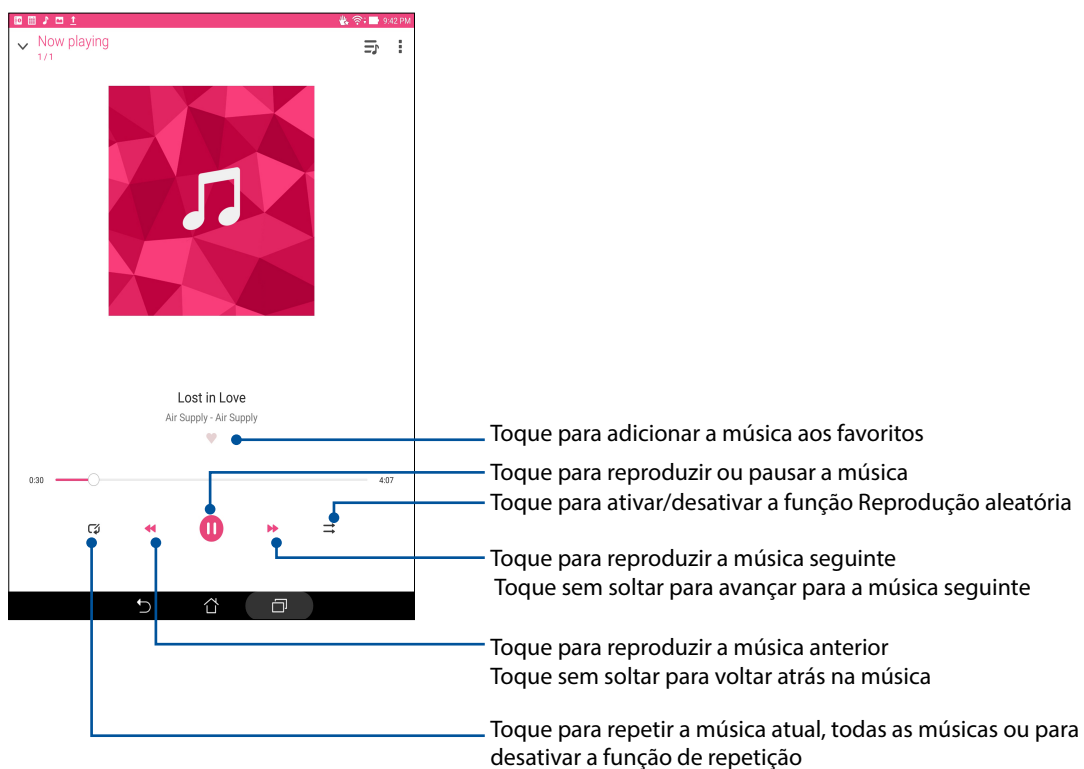 9:42 PM
Now playing
1/1
Lost in Love
Air Supply - Air Supply
Toque para adicionar a música aos favoritos
Toque para reproduzir ou pausar a música
0:30
4:07
Toque para ativar/desativar a função Reprodução aleatória
Toque para reproduzir a música seguinte
Toque sem soltar para avançar para a música seguinte
Toque para reproduzir a música anterior
Toque sem soltar para voltar atrás na música
Toque para repetir a música atual, todas as músicas ou para
desativar a função de repetição